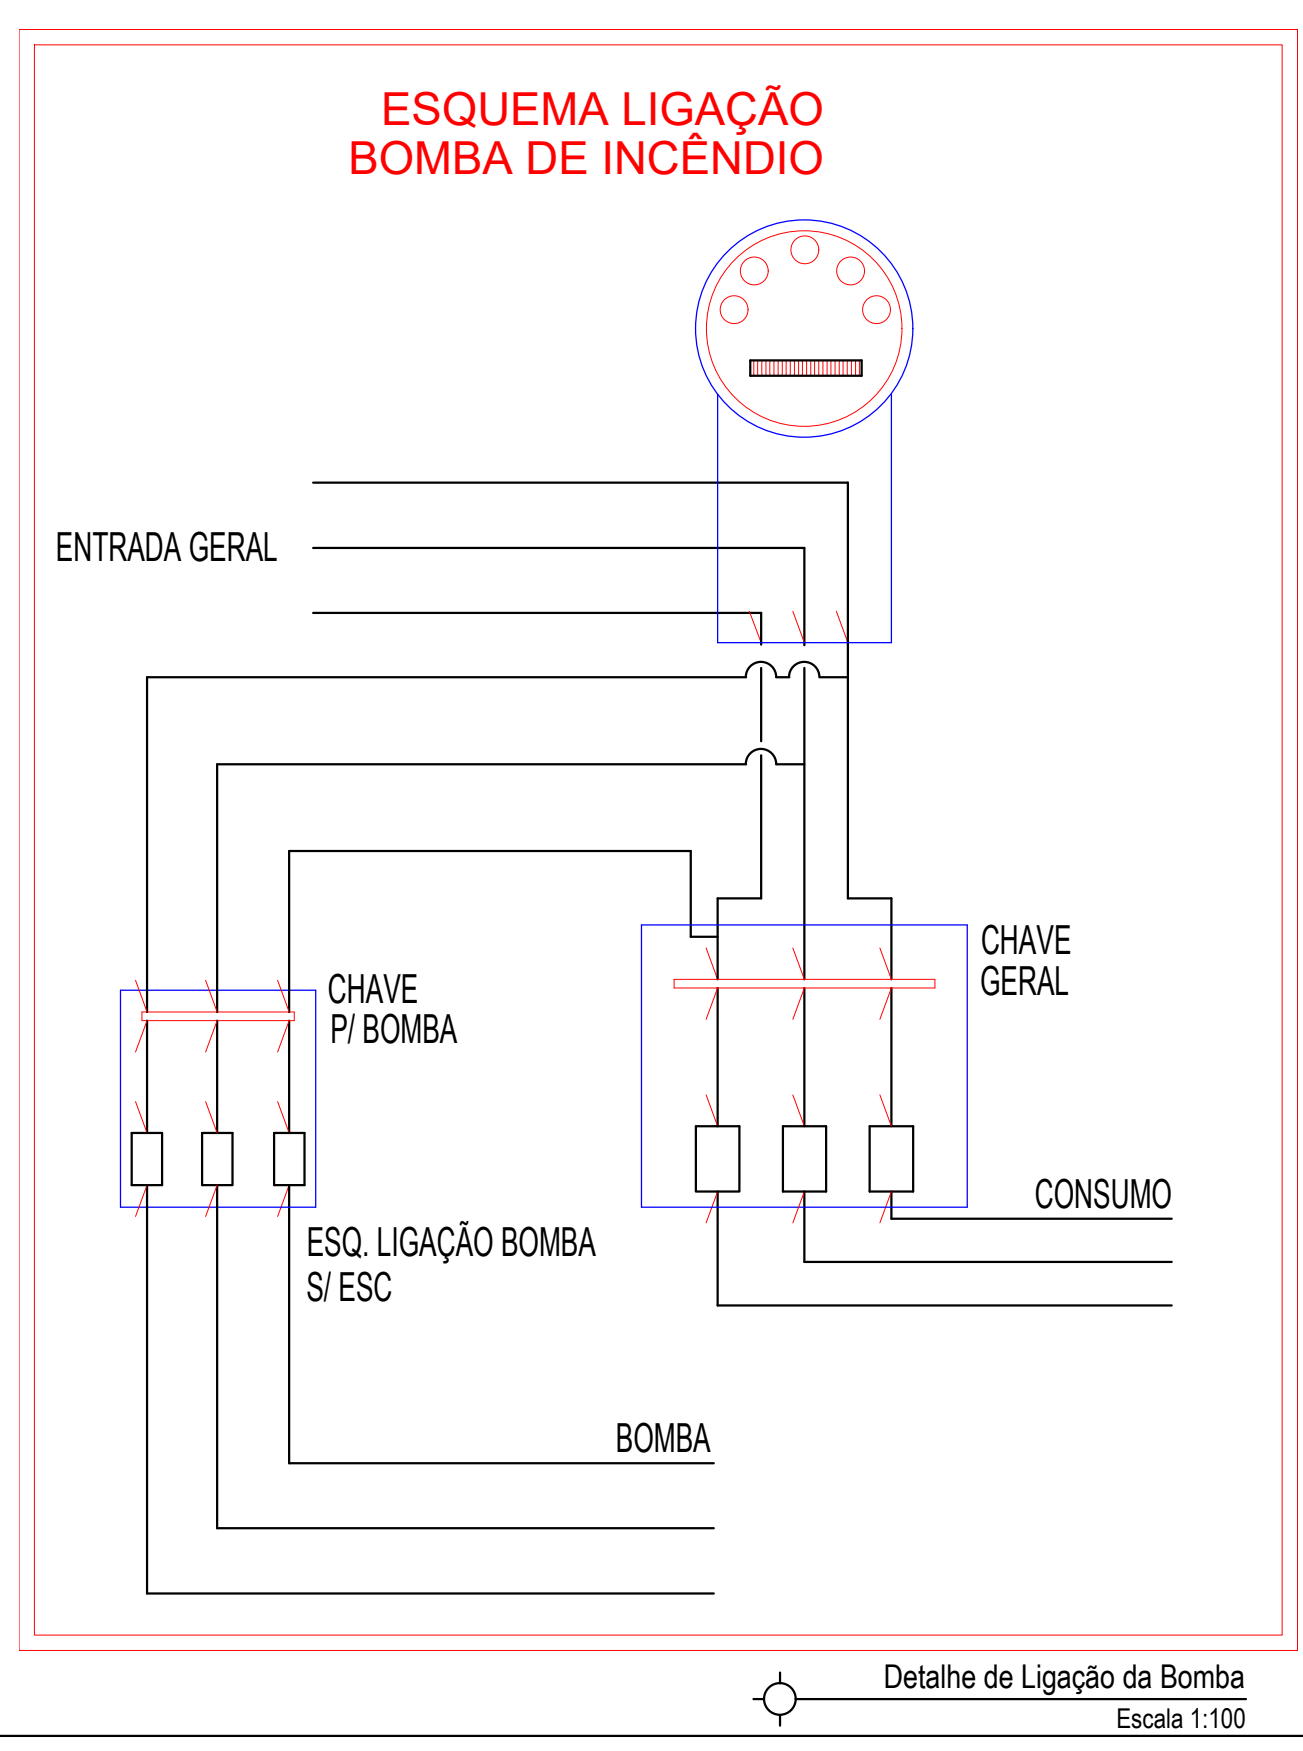 ESQUEMA LIGAÇÃO
BOMBA DE INCÊNDIO
ENTRADA GERAL
CHAVE
GERAL
CHAVE
P/ BOMBA
CONSUMO
ESQ. LIGAÇÃO BOMBA
S/ ESC
BOMBA
Detalhe de Ligação da Bomba
Escala 1:100